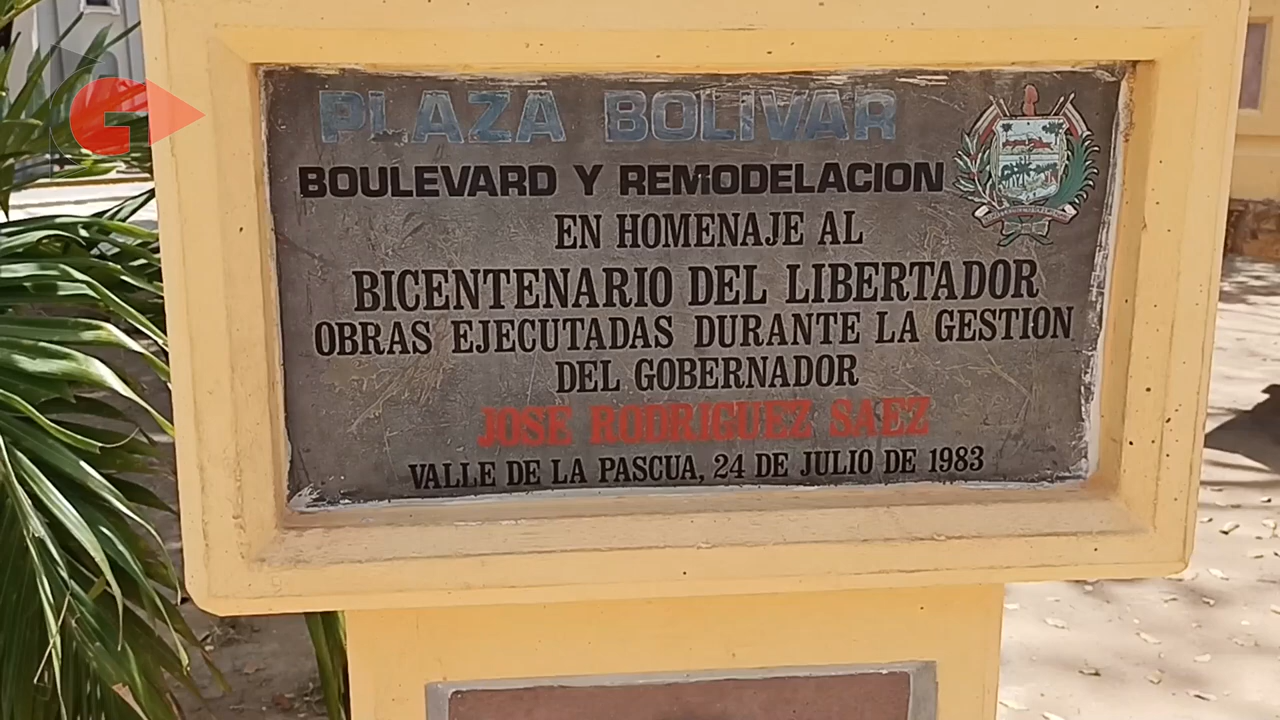 PLAZA BOLIVAR
BOULEVARD Y REMODELACION
EN HOMENAJE AL
BICENTENARIO DEL LIBERTADOR
OBRAS EJECUTADAS DURANTE LA GESTION
DEL GOBERNADOR
JOSE RODRIGUEZ SAEZ
VALLE DE LA PASCUA, 24 DE JULIO DE 1983